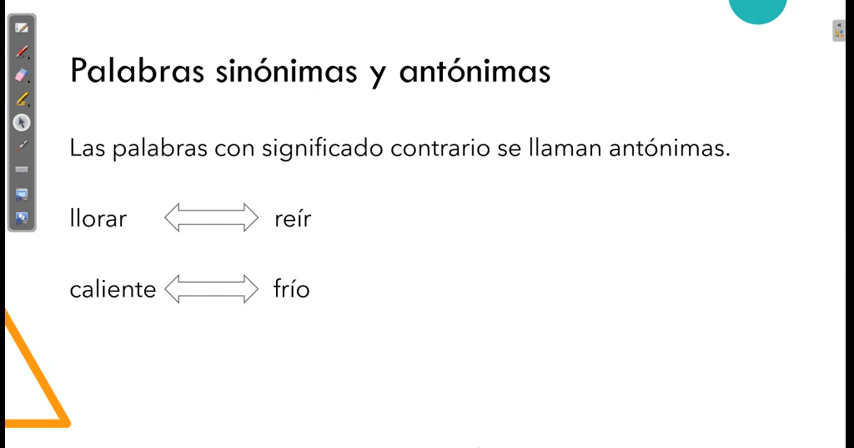 Palabras sinónimas y antónimas
Las palabras con significado contrario se llaman antónimas.
llorar reír
caliente frío